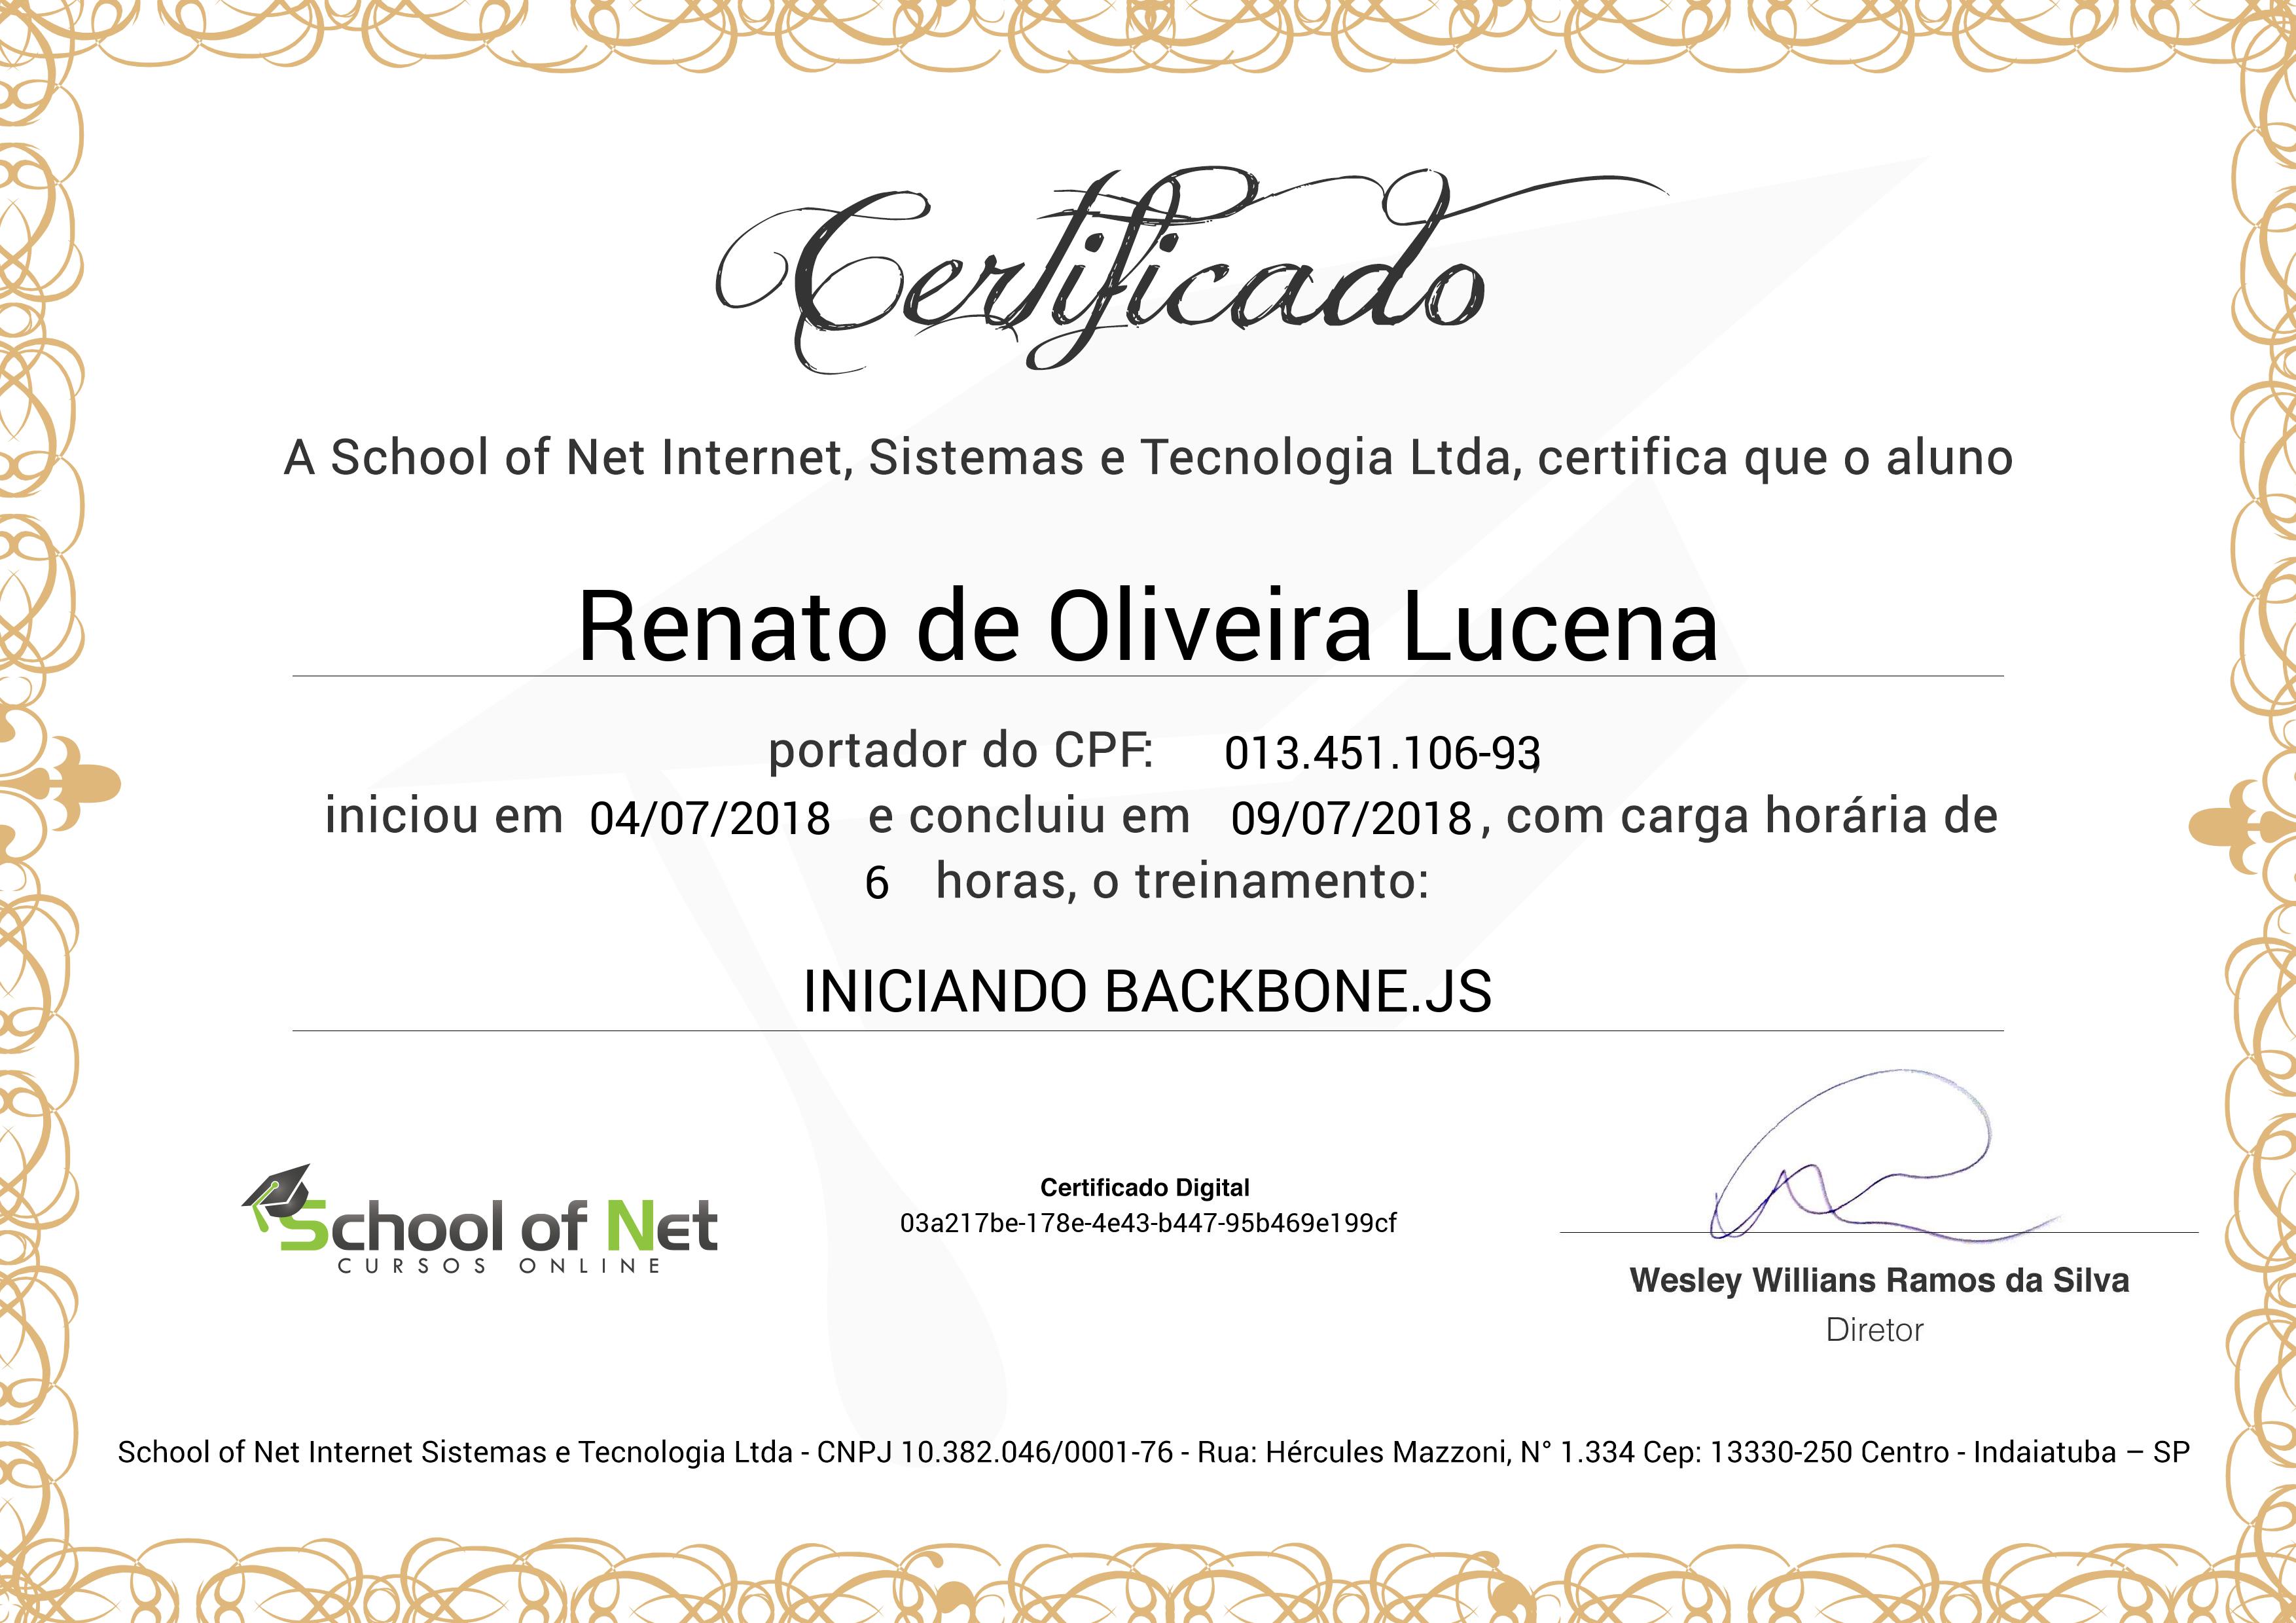 Certificado
A School of Net Internet, Sistemas e Tecnologia Ltda, certifica que o aluno
Renato de Oliveira Lucena
portador do CPF: 013.451.106-93,
iniciou em 04/07/2018 e concluiu em 09/07/2018, com carga horária de
6 horas, o treinamento:
INICIANDO BACKBONE.JS
School of Net
CURSOS ONLINE
Certificado Digital
03a217be-178e-4e43-b447-95b469e199cf
Wesley Willians Ramos da Silva
Diretor
School of Net Internet Sistemas e Tecnologia Ltda - CNPJ 10.382.046/0001-76 - Rua: Hércules Mazzoni, N° 1.334 Cep: 13330-250 Centro - Indaiatuba – SP